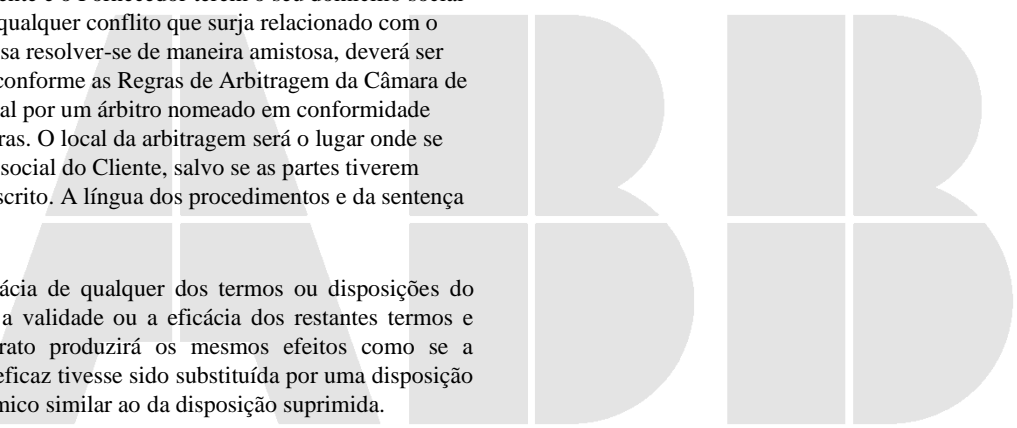 ente e o Fornecedor terem o seu domicílio social
qualquer conflito que surja relacionado com o
sa resolver-se de maneira amistosa, deverá ser
conforme as Regras de Arbitragem da Câmara de
al por um árbitro nomeado em conformidade
ras. O local da arbitragem será o lugar onde se
social do Cliente, salvo se as partes tiverem
scrito. A língua dos procedimentos e da sentença
ácia de qualquer dos termos ou disposições do
a validade ou a eficácia dos restantes termos e
rato produzirá os mesmos efeitos como se a
eficaz tivesse sido substituída por uma disposição
mico similar ao da disposição suprimida.
ABB